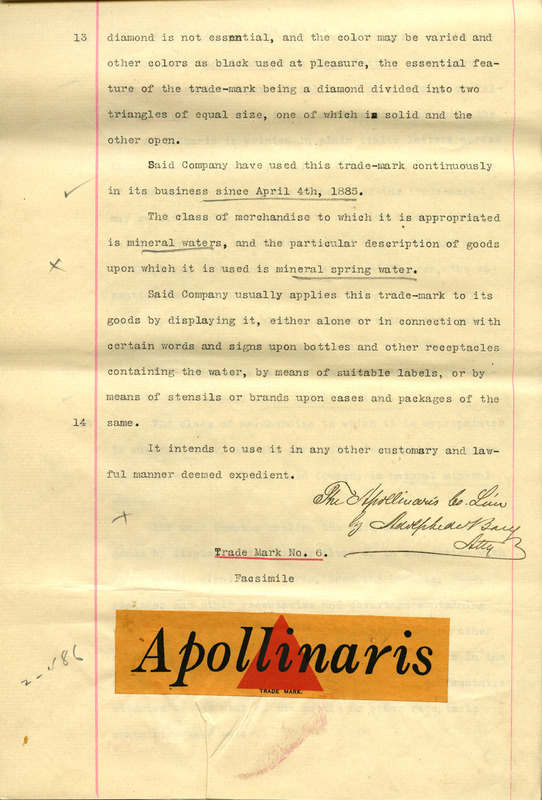 13 diamond is not essential, and the color may be varied and
other colors as black used at pleasure, the essential fea-
ture of the trade-mark being a diamond divided into two
triangles of equal size, one of which is solid and the
other open.
Said Company have used this trade-mark continuously
in its business since April 4th, 1885.
The class of merchandise to which it is appropriated
is mineral waters, and the particular description of goods
upon which it is used is mineral spring water.
Said Company usually applies this trade-mark to its
goods by displaying it, either alone or in connection with
certain words and signs upon bottles and other receptacles
containing the water, by means of suitable labels, or by
means of stensils or brands upon cases and packages of the
14 same.
It intends to use it in any other customary and law-
ful manner deemed expedient.
The Apollinaris Co. Lim
by Adolphe
Atty
Trade Mark No. 6.
Facsimile
Apollinaris
TRADE MARK.